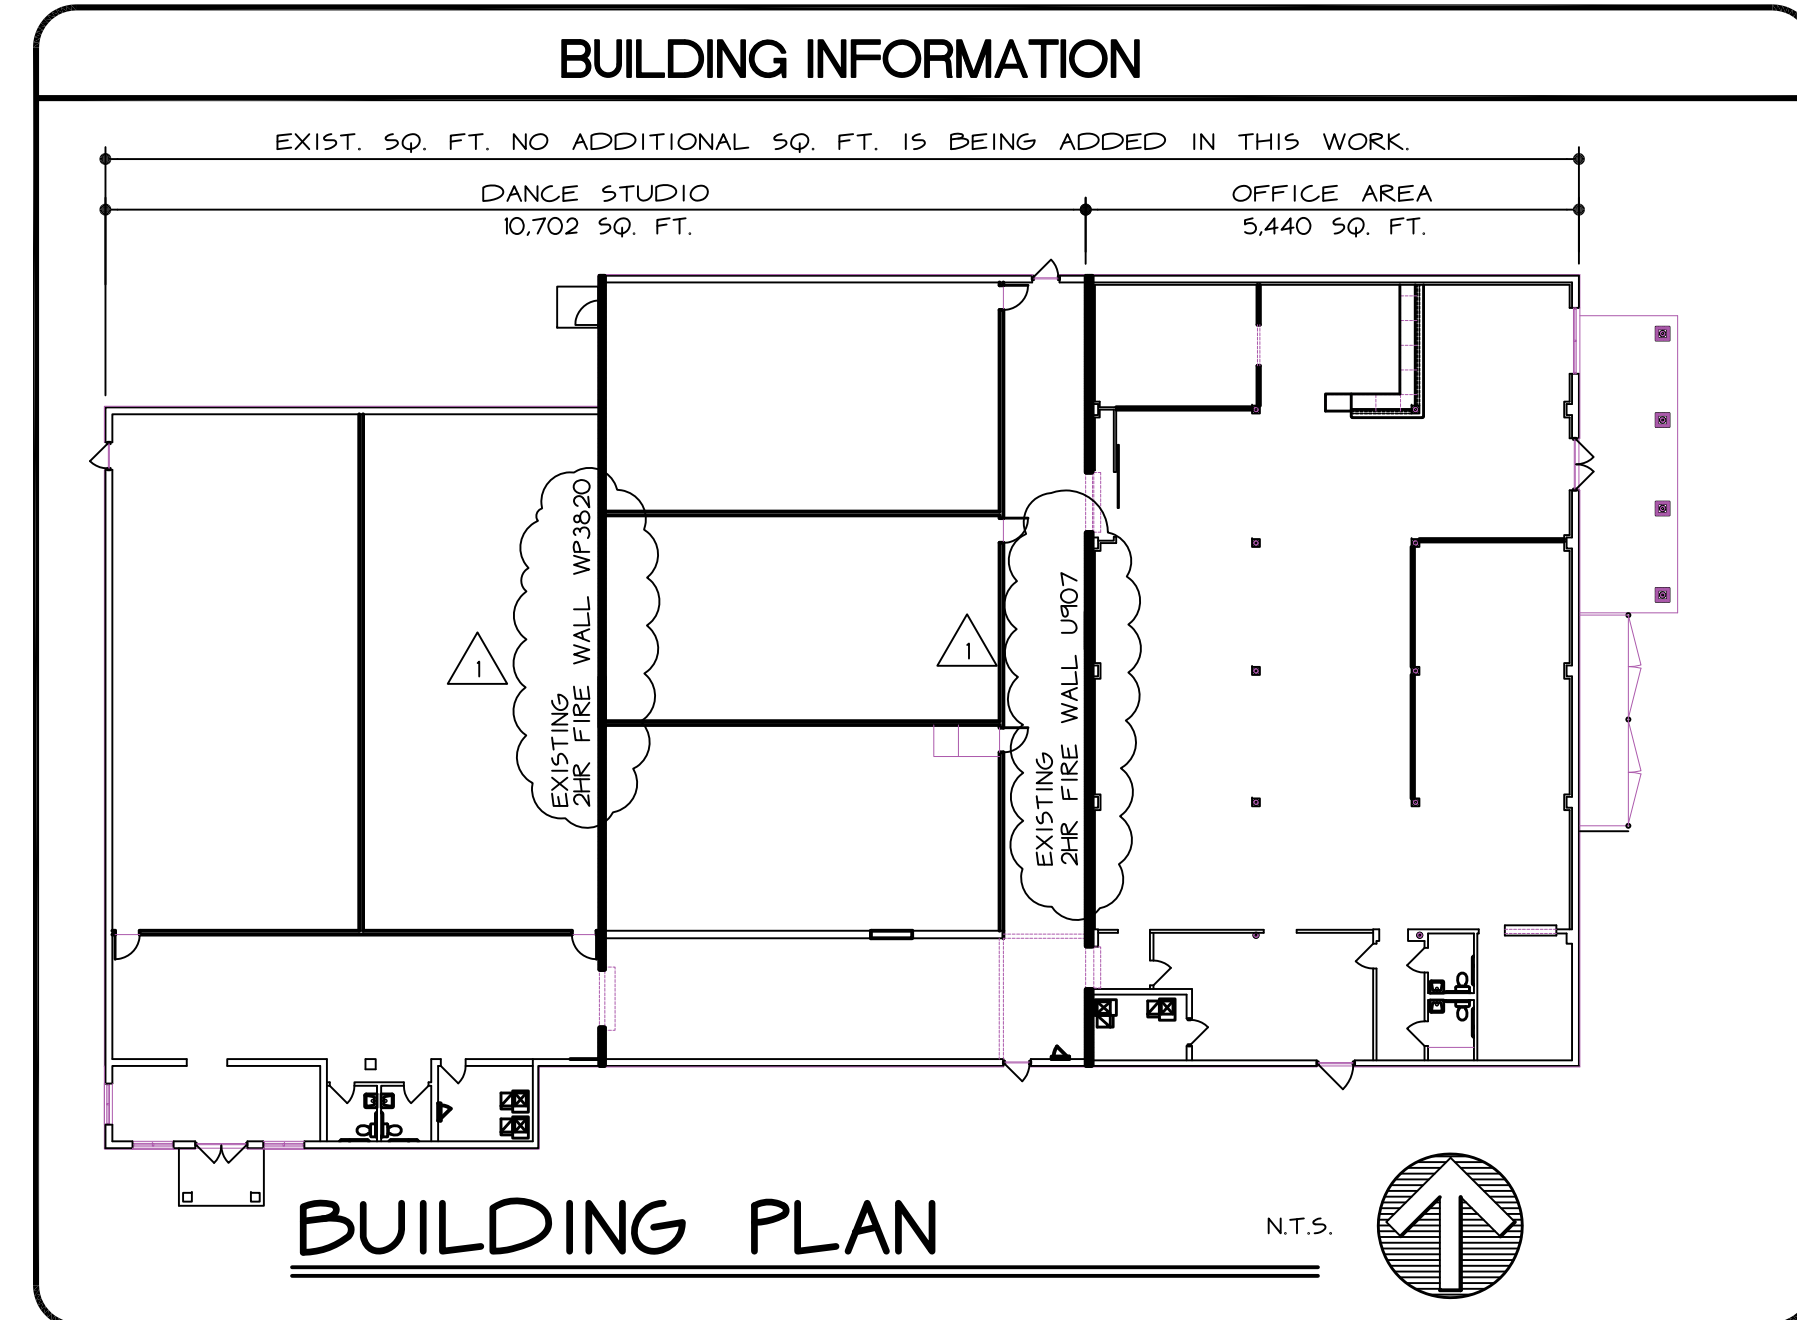 BUILDING INFORMATION
EXIST. SQ. FT. NO ADDITIONAL SQ. FT. IS BEING ADDED IN THIS WORK.
DANCE STUDIO
10,702 SQ. FT.
OFFICE AREA
5,440 SQ. FT.
EXISTING
2HR FIRE WALL WP3820
1
EXISTING
2HR FIRE WALL U907
1
BUILDING PLAN
N.T.S.